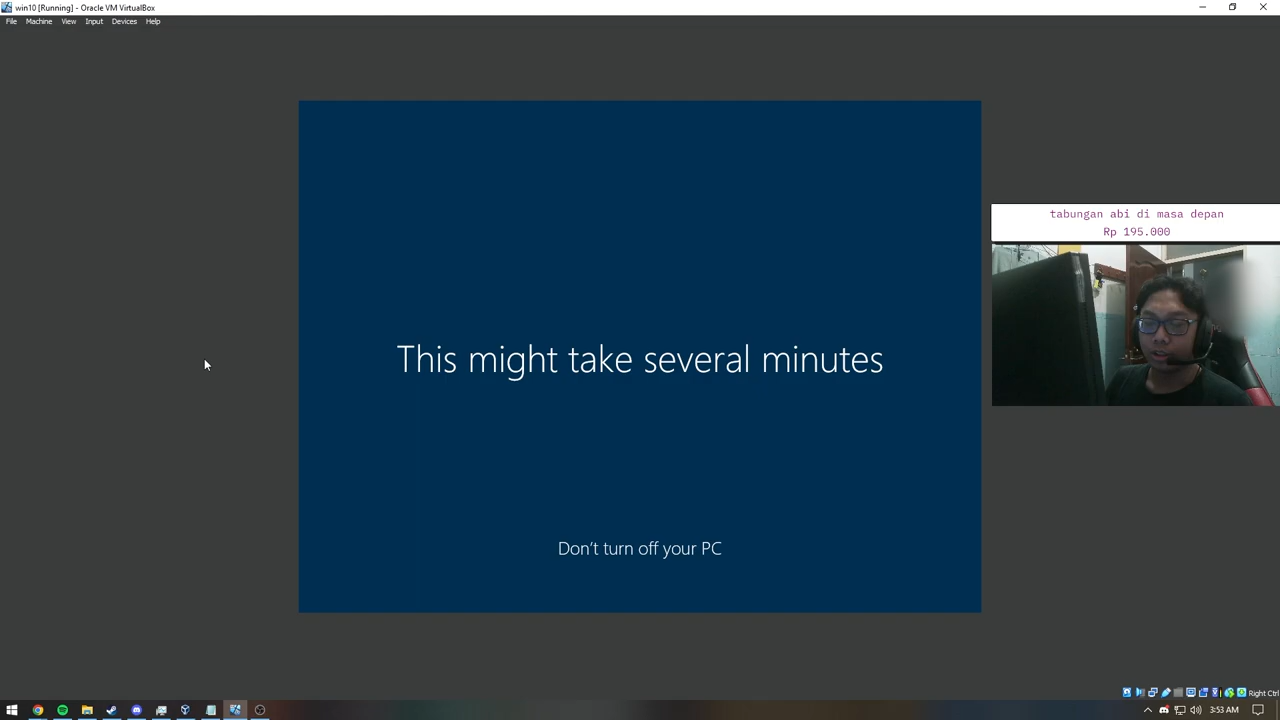 win10 [Running] - Oracle VM VirtualBox
File Machine View Input Devices Help
tabungan abi di masa depan
Rp 195.000
This might take several minutes
Don't turn off your PC
Right Ctrl
3:53 AM